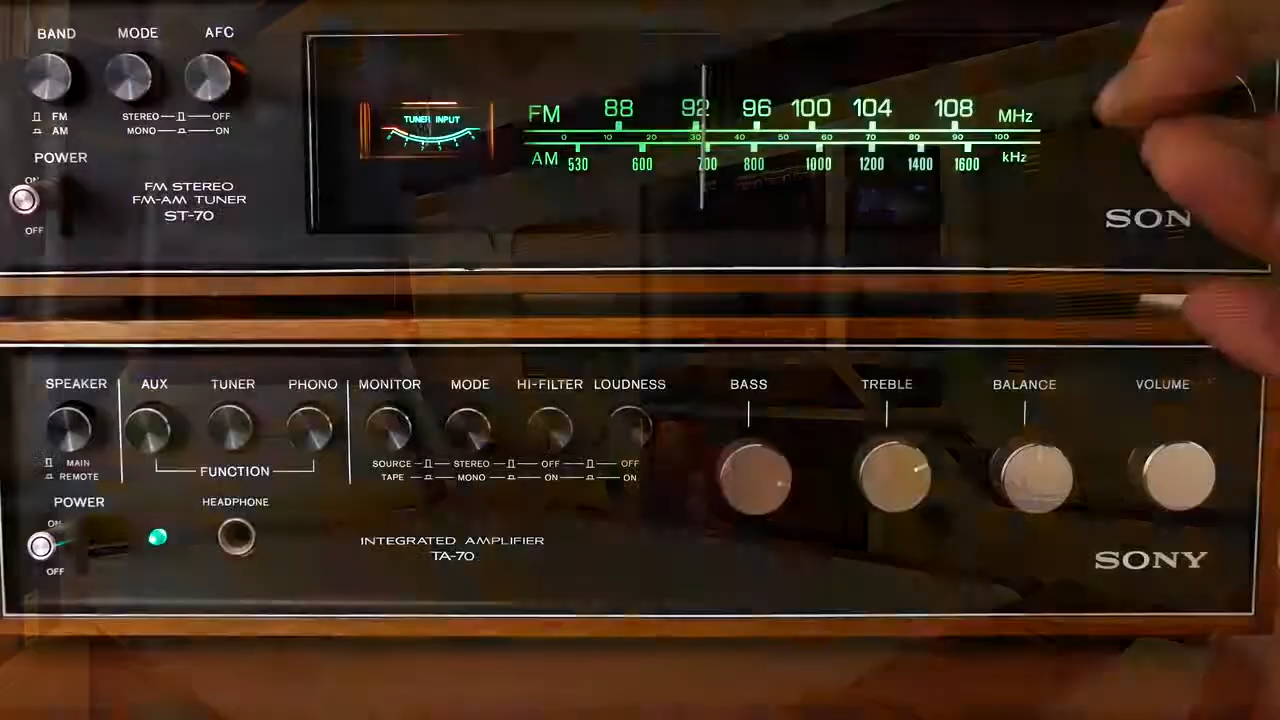 BAND MODE AFC
FM STEREO OFF
AM MONO ON
POWER
ON
OFF
FM STEREO
FM-AM TUNER
ST-70
TUNER INPUT
FM 88 92 96 100 104 108 MHz
0 10 20 30 40 50 60 70 80 90 100
AM 530 600 700 800 1000 1200 1400 1600 kHz
SON
SPEAKER AUX TUNER PHONO MONITOR MODE HI-FILTER LOUDNESS BASS TREBLE BALANCE VOLUME
MAIN
REMOTE
FUNCTION
SOURCE STEREO OFF OFF
TAPE MONO ON ON
POWER
ON
OFF
HEADPHONE
INTEGRATED AMPLIFIER
TA-70
SONY